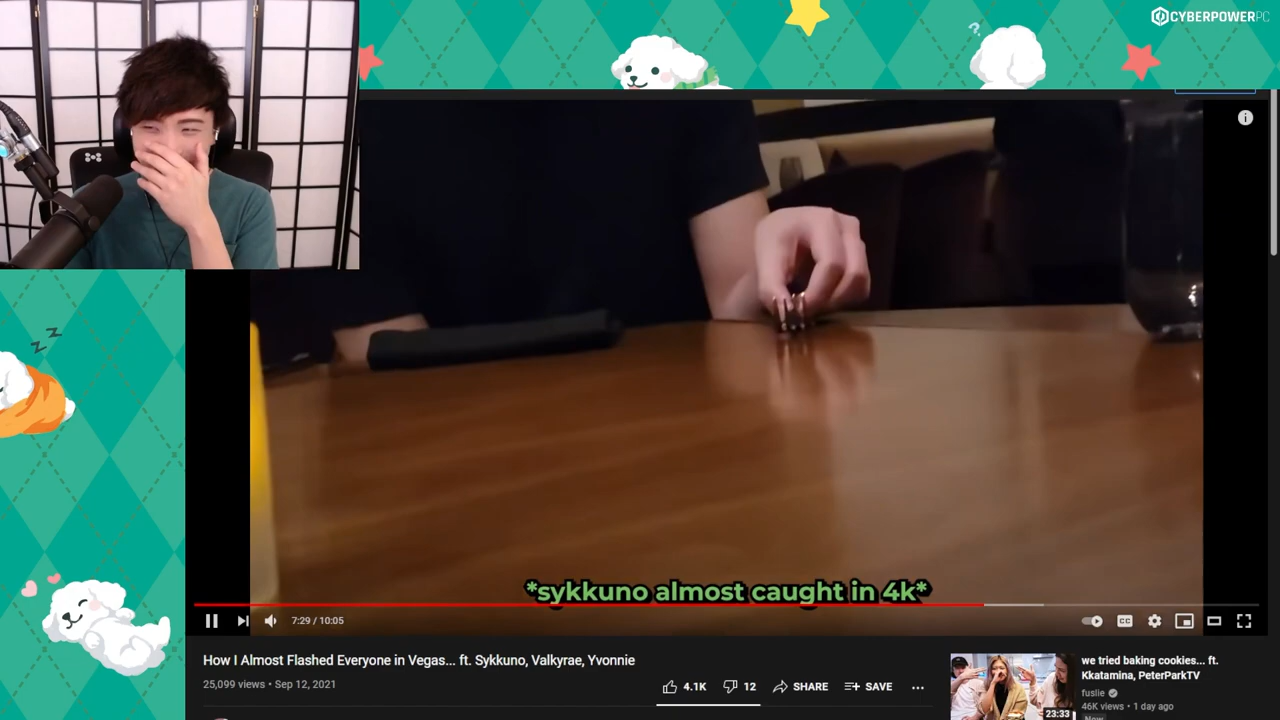 CYBERPOWERPC
?
i
z z
*sykkuno almost caught in 4k*
7:29 / 10:05
CC
How I Almost Flashed Everyone in Vegas... ft. Sykkuno, Valkyrae, Yvonnie
25,099 views • Sep 12, 2021
4.1K
12
SHARE
SAVE
23:33
we tried baking cookies... ft.
Kkatamina, PeterParkTV
fuslie
46K views • 1 day ago
New